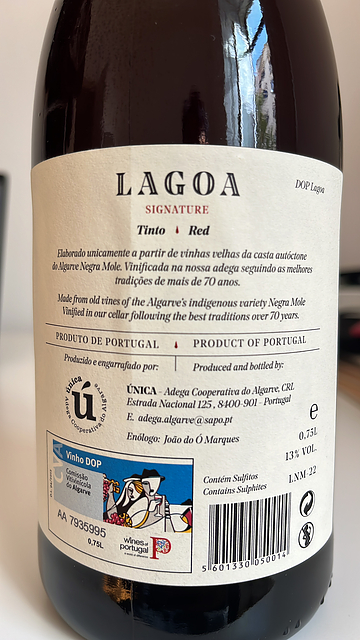 LAGOA
DOP Lagoa
SIGNATURE
Tinto Red
Elaborado unicamente a partir de vinhas velhas da casta autóctone
do Algarve Negra Mole. Vinificada na nossa adega seguindo as melhores
tradições de mais de 70 anos.
Made from old vines of the Algarve's indigenous variety Negra Mole
Vinified in our cellar following the best traditions over 70 years.
PRODUTO DE PORTUGAL PRODUCT OF PORTUGAL
Produzido e engarrafado por: Produced and bottled by:
única
ú
Adega Cooperativa do Algarve
ÚNICA - Adega Cooperativa do Algarve, CRL
Estrada Nacional 125, 8400-901 - Portugal
E. adega.algarve@sapo.pt
Enólogo: João do Ó Marques
e
0.75L
13% VOL.
LNM-22
Contém Sulfitos
Contains Sulphites
Vinho DOP
Comissão
Vitivinícola
do Algarve
AA 7935995
0.75L
wines of
portugal
5 601330 050014